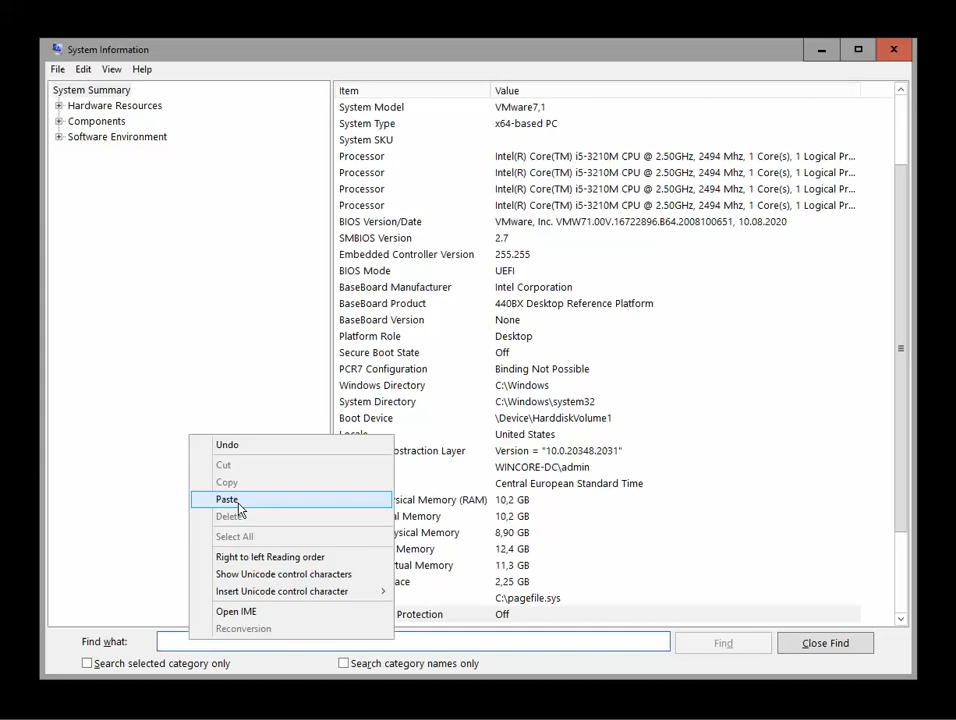 System Information
File Edit View Help
System Summary
Hardware Resources
Components
Software Environment
Item Value
System Model VMware7,1
System Type x64-based PC
System SKU
Processor Intel(R) Core(TM) i5-3210M CPU @ 2.50GHz, 2494 Mhz, 1 Core(s), 1 Logical Pr...
Processor Intel(R) Core(TM) i5-3210M CPU @ 2.50GHz, 2494 Mhz, 1 Core(s), 1 Logical Pr...
Processor Intel(R) Core(TM) i5-3210M CPU @ 2.50GHz, 2494 Mhz, 1 Core(s), 1 Logical Pr...
Processor Intel(R) Core(TM) i5-3210M CPU @ 2.50GHz, 2494 Mhz, 1 Core(s), 1 Logical Pr...
BIOS Version/Date VMware, Inc. VMW71.00V.16722896.B64.2008100651, 10.08.2020
SMBIOS Version 2.7
Embedded Controller Version 255.255
BIOS Mode UEFI
BaseBoard Manufacturer Intel Corporation
BaseBoard Product 440BX Desktop Reference Platform
BaseBoard Version None
Platform Role Desktop
Secure Boot State Off
PCR7 Configuration Binding Not Possible
Windows Directory C:\Windows
System Directory C:\Windows\system32
Boot Device \Device\HarddiskVolume1
Locale United States
ostraction Layer Version = "10.0.20348.2031"
WINCORE-DC\admin
Central European Standard Time
ysical Memory (RAM) 10,2 GB
al Memory 10,2 GB
ysical Memory 8,90 GB
Memory 12,4 GB
tual Memory 11,3 GB
ace 2,25 GB
C:\pagefile.sys
Protection Off
Undo
Cut
Copy
Paste
Delete
Select All
Right to left Reading order
Show Unicode control characters
Insert Unicode control character
Open IME
Reconversion
Find what: Find Close Find
Search selected category only Search category names only